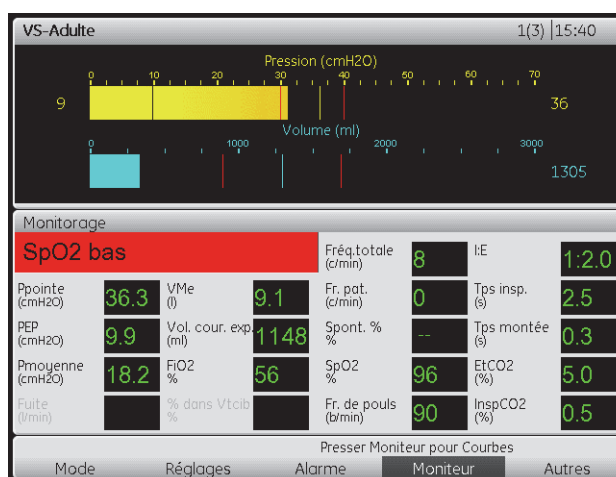 VS-Adulte 1(3) 15:40
Pression (cmH2O)
0 10 20 30 40 50 60 70
9 36
Volume (ml)
0 1000 2000 3000
1305
Monitorage
SpO2 bas
Fréq.totale (c/min) 8 I:E 1:2.0
Ppointe (cmH2O) 36.3 VMe (l) 9.1 Fr. pat. (c/min) 0 Tps insp. (s) 2.5
PEP (cmH2O) 9.9 Vol. cour. exp. (ml) 1148 Spont. % % -- Tps montée (s) 0.3
Pmoyenne (cmH2O) 18.2 FiO2 % 56 SpO2 % 96 EtCO2 (%) 5.0
Fuite (l/min) % dans Vtcib % Fr. de pouls (b/min) 90 InspCO2 (%) 0.5
Presser Moniteur pour Courbes
Mode Réglages Alarme Moniteur Autres